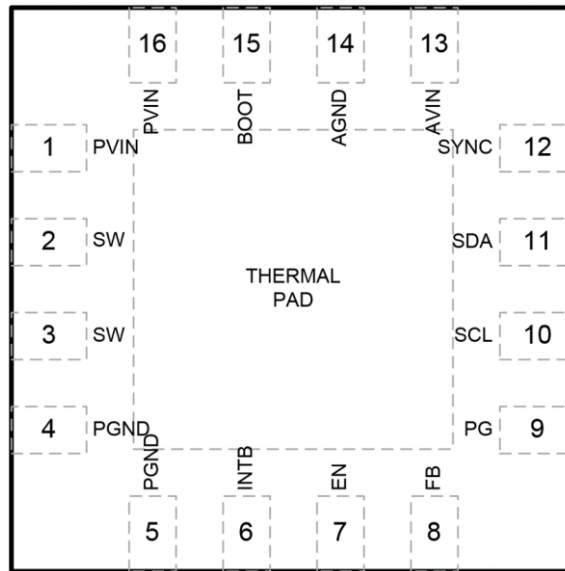 16 15 14 13
PVIN BOOT AGND AVIN
1 PVIN SYNC 12
2 SW SDA 11
THERMAL
PAD
3 SW SCL 10
4 PGND PG 9
PGND INTB EN FB
5 6 7 8